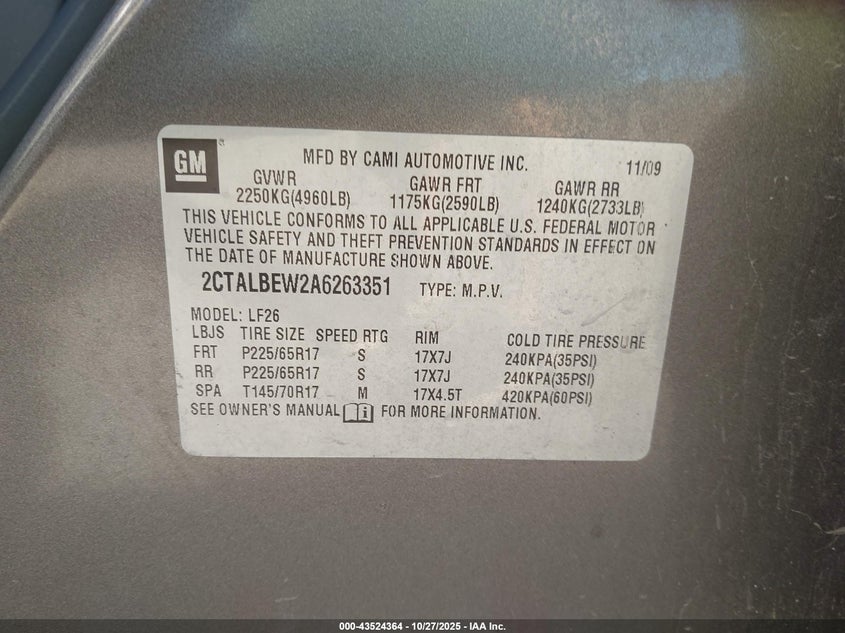 GM
MFD BY CAMI AUTOMOTIVE INC. 11/09
GVWR GAWR FRT GAWR RR
2250KG(4960LB) 1175KG(2590LB) 1240KG(2733LB)
THIS VEHICLE CONFORMS TO ALL APPLICABLE U.S. FEDERAL MOTOR
VEHICLE SAFETY AND THEFT PREVENTION STANDARDS IN EFFECT ON
THE DATE OF MANUFACTURE SHOWN ABOVE.
2CTALBEW2A6263351 TYPE: M.P.V.
MODEL: LF26
LBJS TIRE SIZE SPEED RTG RIM COLD TIRE PRESSURE
FRT P225/65R17 S 17X7J 240KPA(35PSI)
RR P225/65R17 S 17X7J 240KPA(35PSI)
SPA T145/70R17 M 17X4.5T 420KPA(60PSI)
SEE OWNER'S MANUAL i FOR MORE INFORMATION.
000-43524364 | 10/27/2025 - IAA Inc.